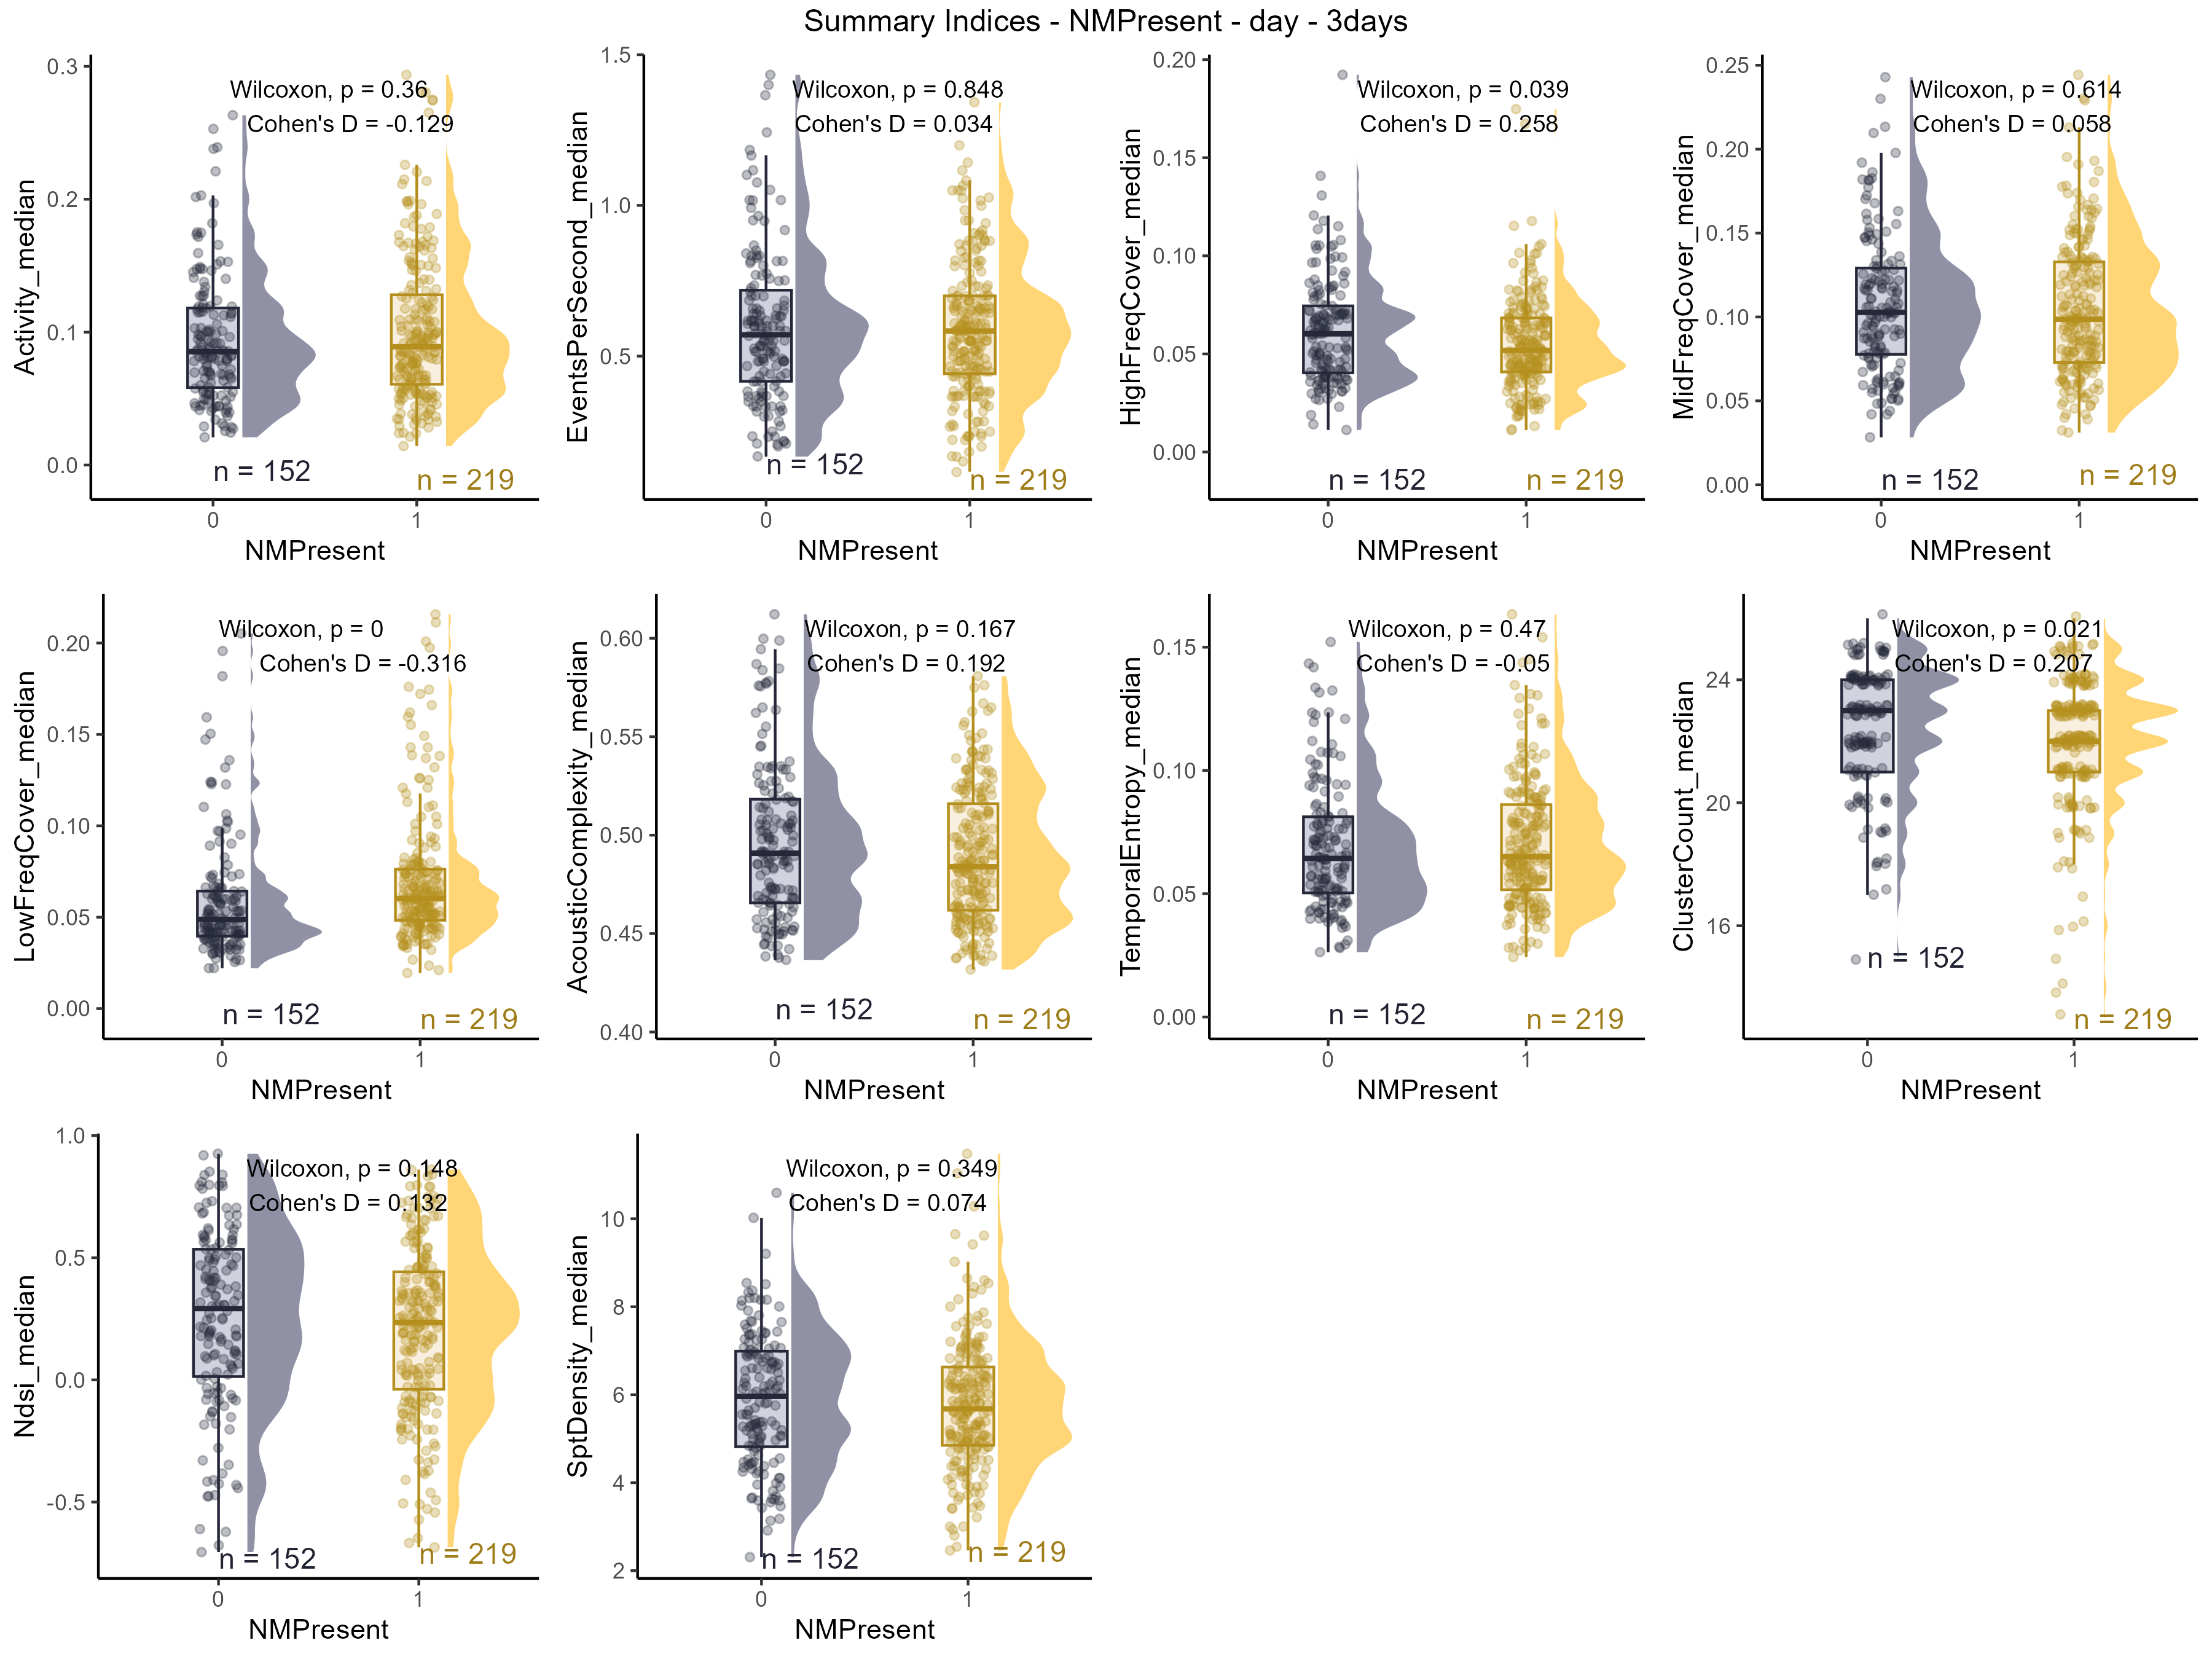 Summary Indices - NMPresent - day - 3days
Activity_median
0.3
0.2
0.1
0.0
Wilcoxon, p = 0.36
Cohen's D = -0.129
n = 152
n = 219
0
1
NMPresent
EventsPerSecond_median
1.5
1.0
0.5
Wilcoxon, p = 0.848
Cohen's D = 0.034
n = 152
n = 219
0
1
NMPresent
HighFreqCover_median
0.20
0.15
0.10
0.05
0.00
Wilcoxon, p = 0.039
Cohen's D = 0.258
n = 152
n = 219
0
1
NMPresent
MidFreqCover_median
0.25
0.20
0.15
0.10
0.05
0.00
Wilcoxon, p = 0.614
Cohen's D = 0.058
n = 152
n = 219
0
1
NMPresent
LowFreqCover_median
0.20
0.15
0.10
0.05
0.00
Wilcoxon, p = 0
Cohen's D = -0.316
n = 152
n = 219
0
1
NMPresent
AcousticComplexity_median
0.60
0.55
0.50
0.45
0.40
Wilcoxon, p = 0.167
Cohen's D = 0.192
n = 152
n = 219
0
1
NMPresent
TemporalEntropy_median
0.15
0.10
0.05
0.00
Wilcoxon, p = 0.47
Cohen's D = -0.05
n = 152
n = 219
0
1
NMPresent
ClusterCount_median
24
20
16
Wilcoxon, p = 0.021
Cohen's D = 0.207
n = 152
n = 219
0
1
NMPresent
Ndsi_median
1.0
0.5
0.0
-0.5
Wilcoxon, p = 0.148
Cohen's D = 0.132
n = 152
n = 219
0
1
NMPresent
SptDensity_median
10
8
6
4
2
Wilcoxon, p = 0.349
Cohen's D = 0.074
n = 152
n = 219
0
1
NMPresent